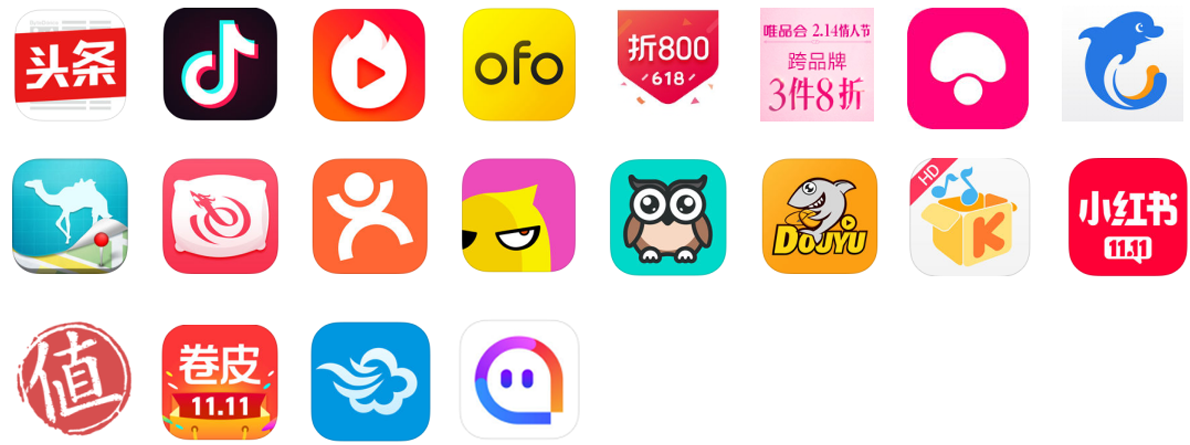 头条
ofo
折800
618
唯品会 2.14情人节
跨品牌
3件8折
DOUYU
HD
K
小红书
11.11
值
卷皮
11.11